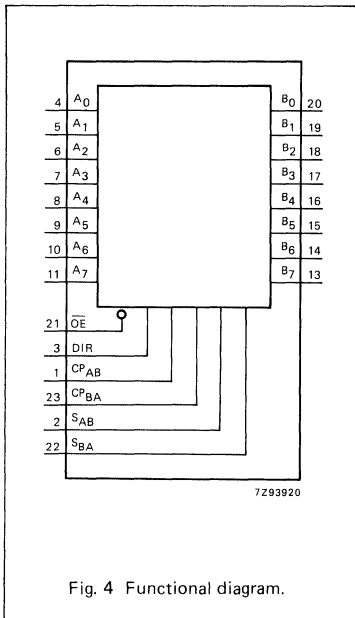 4 A0 B0 20
5 A1 B1 19
6 A2 B2 18
7 A3 B3 17
8 A4 B4 16
9 A5 B5 15
10 A6 B6 14
11 A7 B7 13
21 OE
3 DIR
1 CPAB
23 CPBA
2 SAB
22 SBA
7Z93920
Fig. 4 Functional diagram.